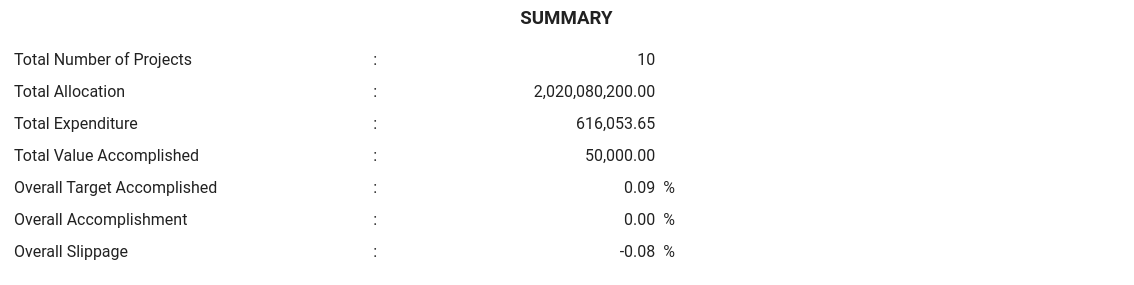 SUMMARY
Total Number of Projects : 10
Total Allocation : 2,020,080,200.00
Total Expenditure : 616,053.65
Total Value Accomplished : 50,000.00
Overall Target Accomplished : 0.09 %
Overall Accomplishment : 0.00 %
Overall Slippage : -0.08 %